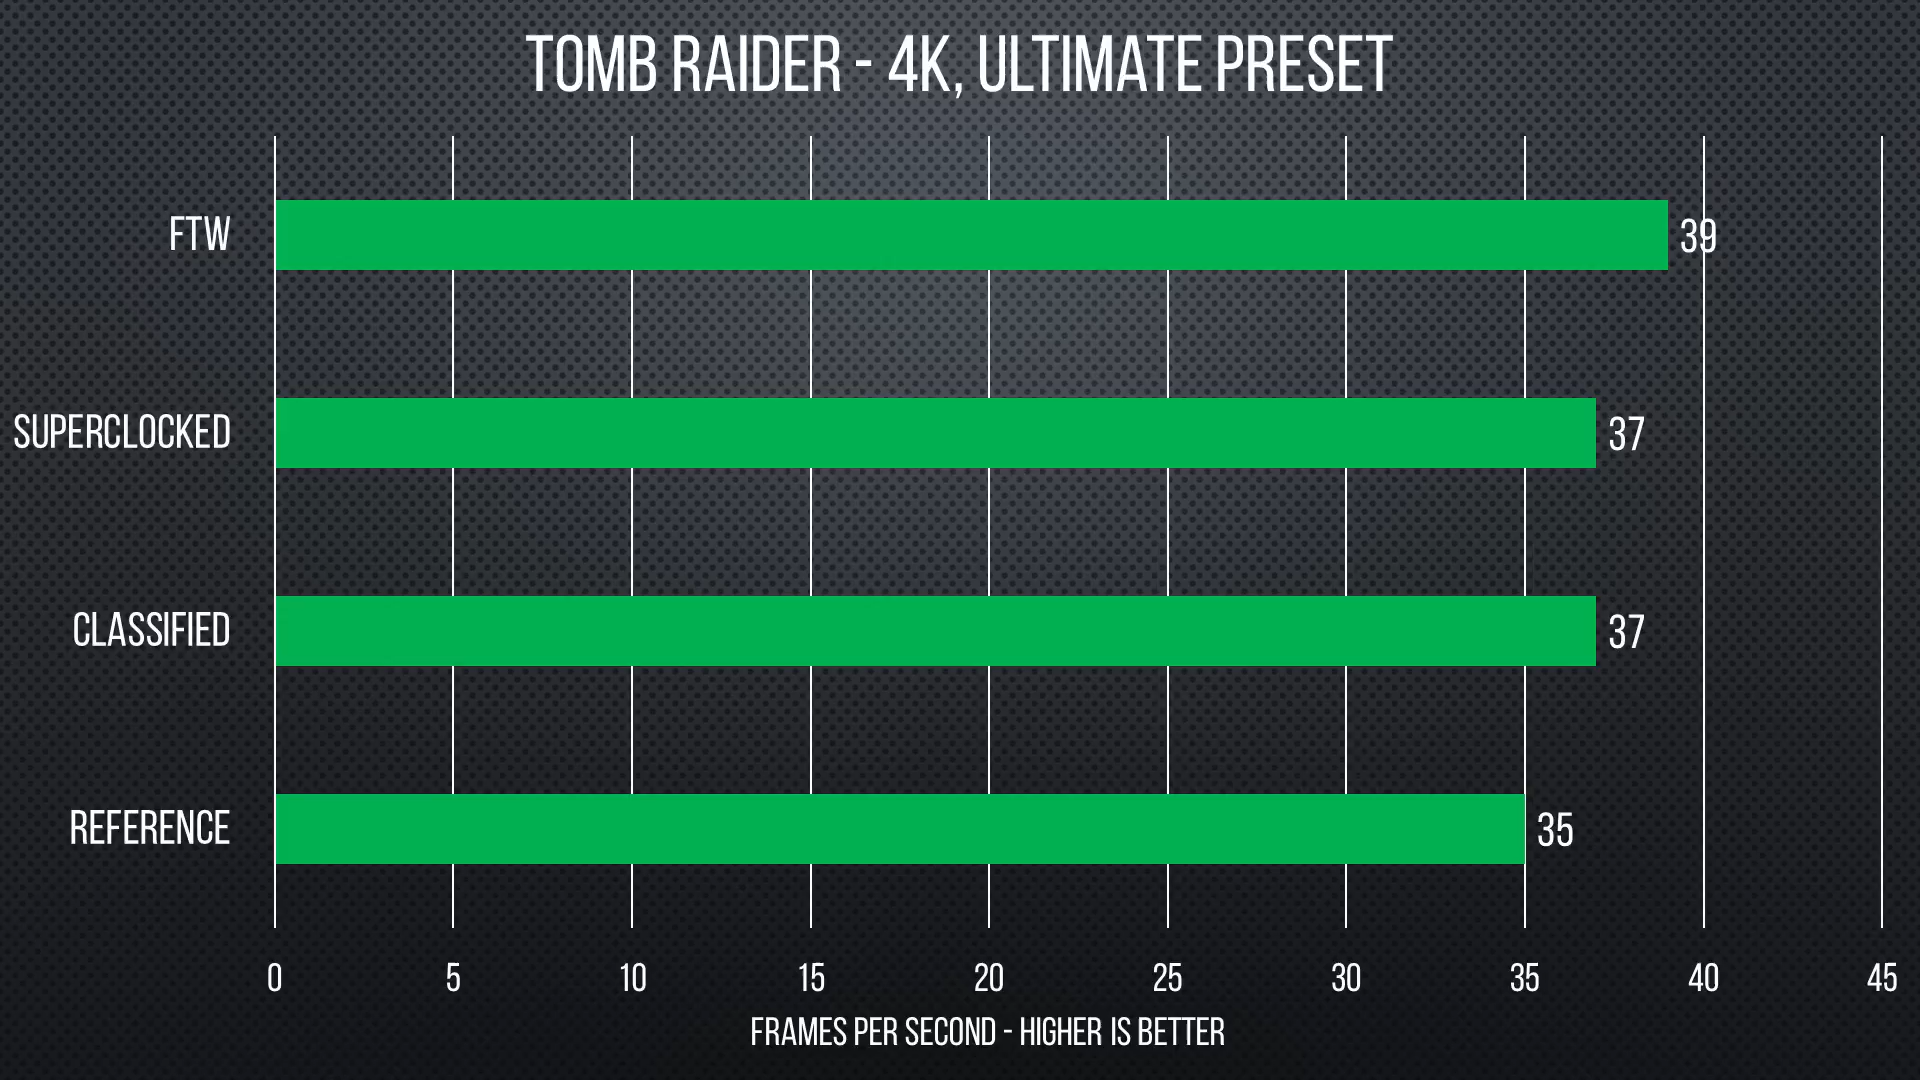 TOMB RAIDER - 4K, ULTIMATE PRESET
FTW 39
SUPERCLOCKED 37
CLASSIFIED 37
REFERENCE 35
0 5 10 15 20 25 30 35 40 45
FRAMES PER SECOND - HIGHER IS BETTER